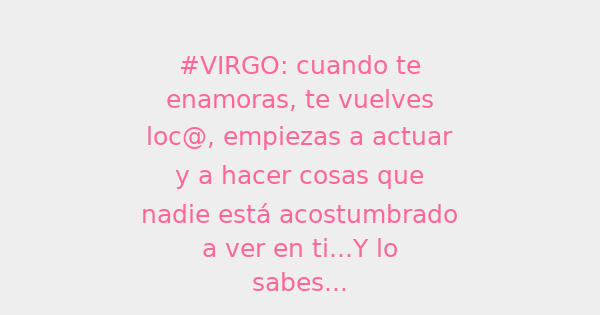 #VIRGO: cuando te
enamoras, te vuelves
loc@, empiezas a actuar
y a hacer cosas que
nadie está acostumbrado
a ver en ti...Y lo
sabes...